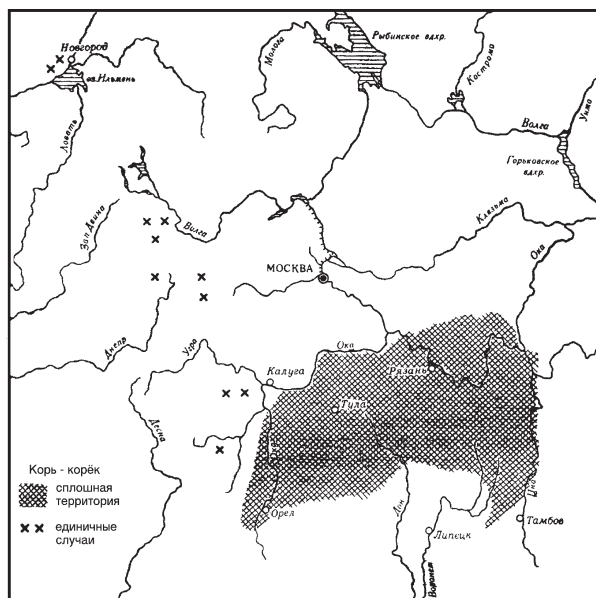 Новгород
оз. Ильмень
Ловать
Молога
Рыбинское вдхр.
Кострома
Волга
Унжа
Горьковское
вдхр.
Зап Двина
Волга
Клязьма
Ока
МОСКВА
Днепр
Угра
Ока
Калуга
Рязань
Десна
Тула
Корь - корёк
сплошная
территория
единичные
случаи
Орел
Дон
Липецк
Воронеж
Цна
Тамбов